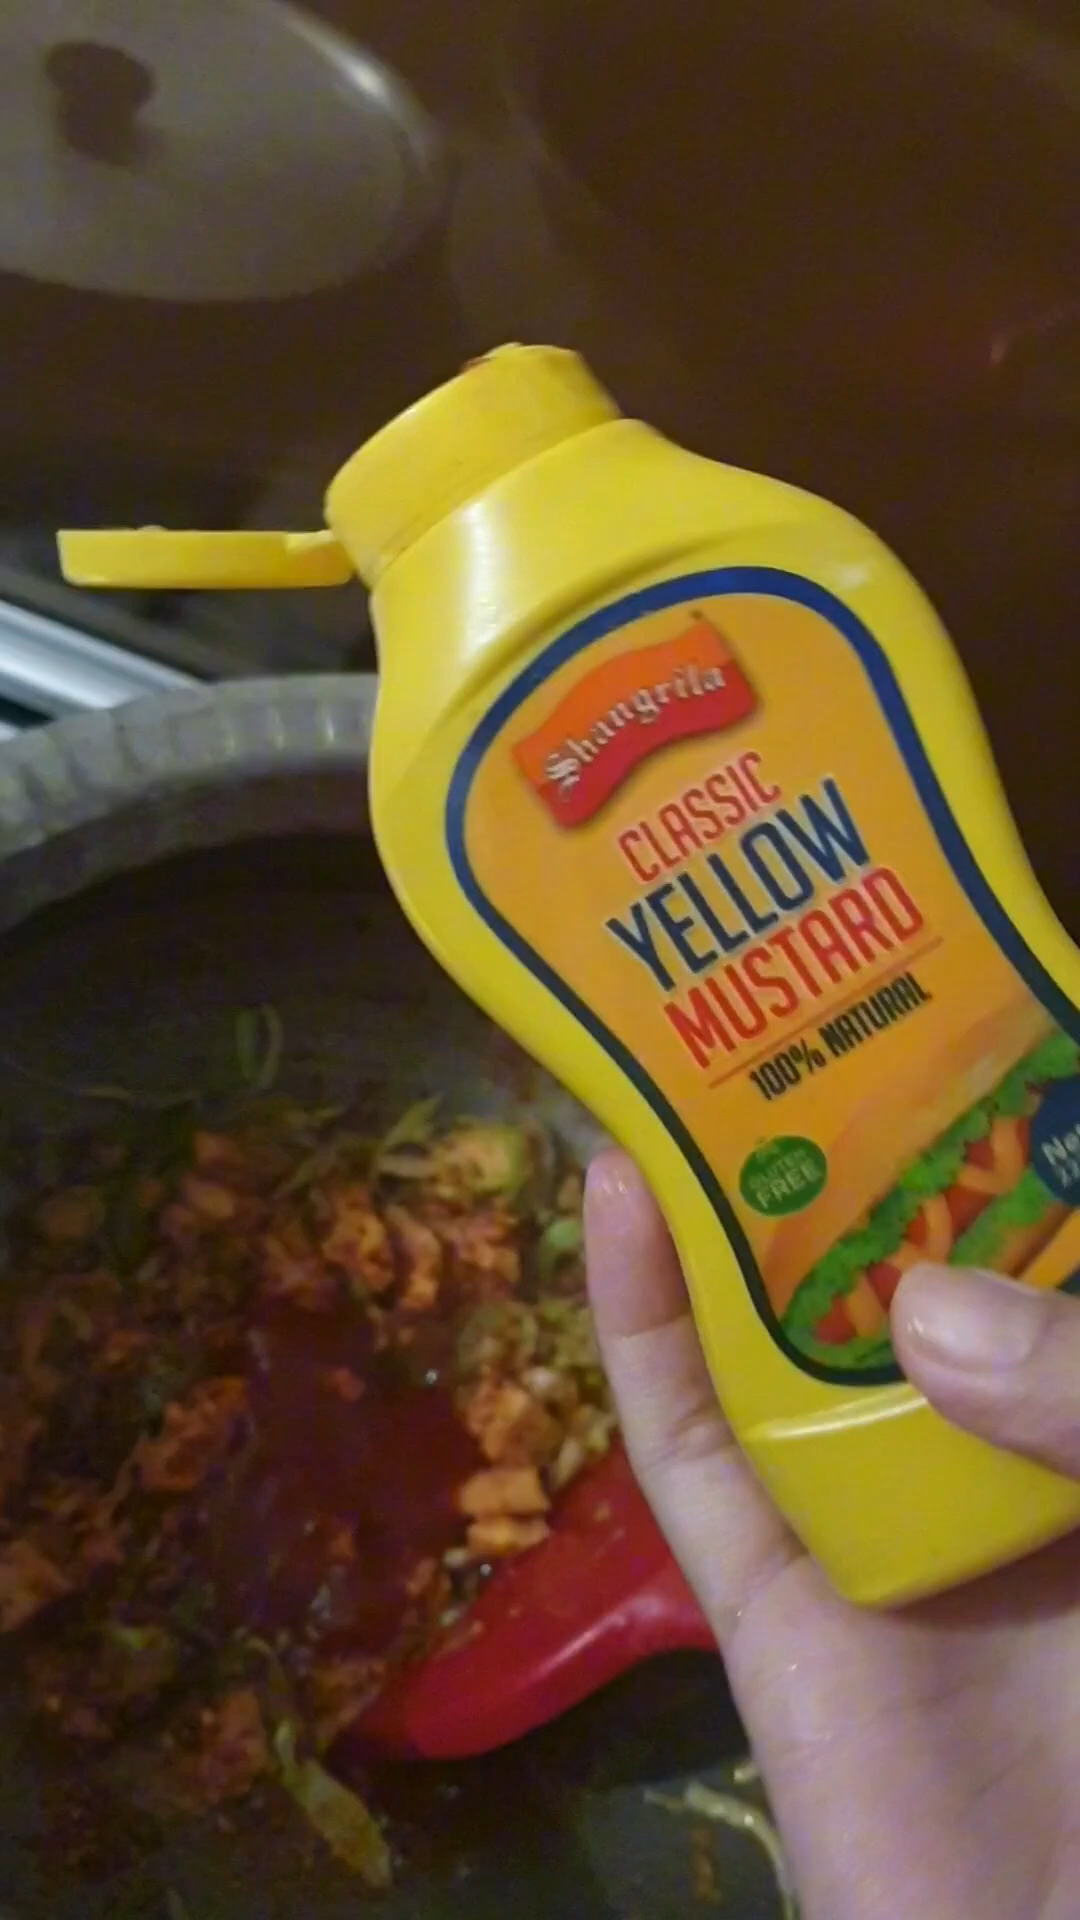 Shangrila
CLASSIC
YELLOW
MUSTARD
100% NATURAL
GLUTEN
FREE